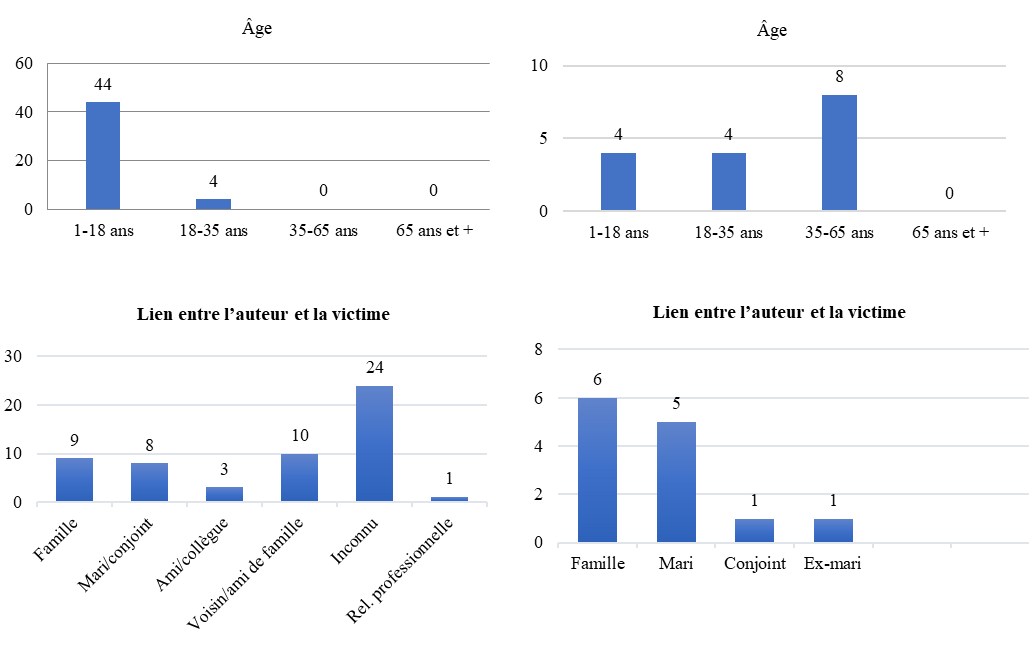 Âge
60
40
20
0
44
4
0
0
1-18 ans
18-35 ans
35-65 ans
65 ans et +
Âge
10
5
0
4
4
8
0
1-18 ans
18-35 ans
35-65 ans
65 ans et +
Lien entre l’auteur et la victime
30
20
10
0
9
8
3
10
24
1
Famille
Mari/conjoint
Ami/collègue
Voisin/ami de famille
Inconnu
Rel. professionnelle
Lien entre l’auteur et la victime
8
6
4
2
0
6
5
1
1
Famille
Mari
Conjoint
Ex-mari